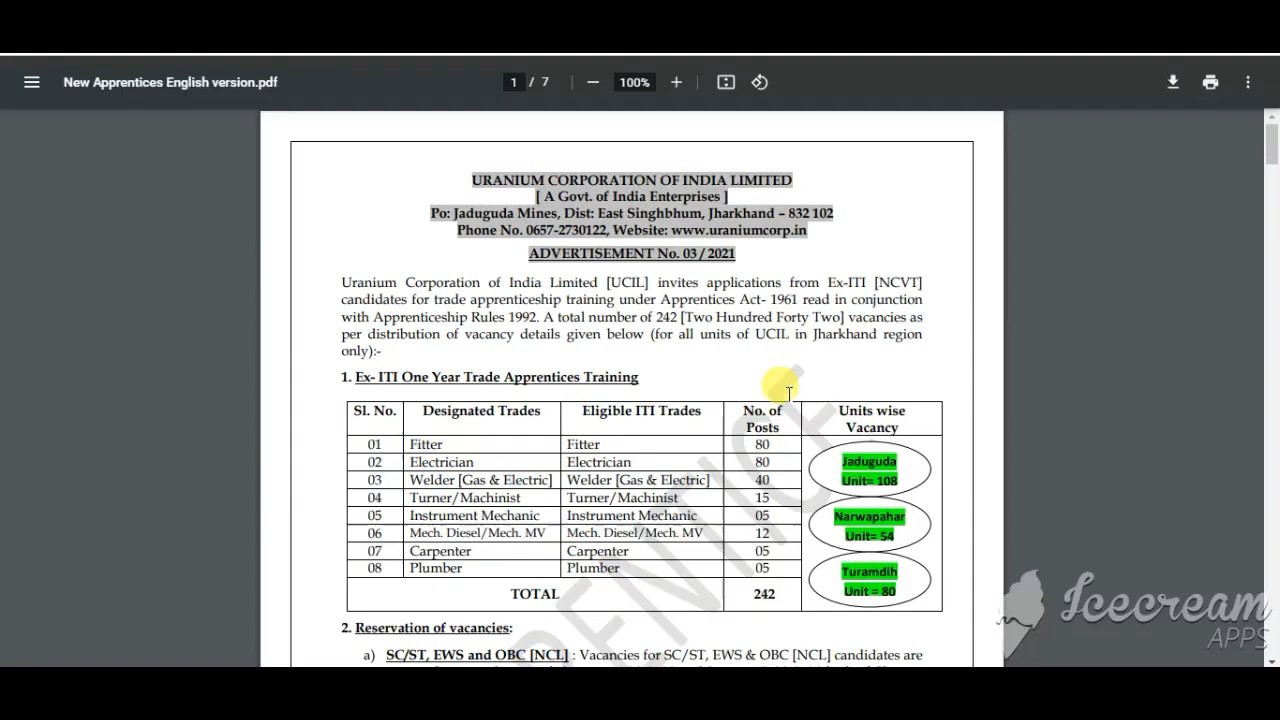 New Apprentices English version.pdf
1 / 7
100%
URANIUM CORPORATION OF INDIA LIMITED
[ A Govt. of India Enterprises ]
Po: Jaduguda Mines, Dist: East Singhbhum, Jharkhand – 832 102
Phone No. 0657-2730122, Website: www.uraniumcorp.in
ADVERTISEMENT No. 03 / 2021
Uranium Corporation of India Limited [UCIL] invites applications from Ex-ITI [NCVT]
candidates for trade apprenticeship training under Apprentices Act- 1961 read in conjunction
with Apprenticeship Rules 1992. A total number of 242 [Two Hundred Forty Two] vacancies as
per distribution of vacancy details given below (for all units of UCIL in Jharkhand region
only):-
1. Ex- ITI One Year Trade Apprentices Training
Sl. No. Designated Trades Eligible ITI Trades No. of Posts Units wise Vacancy
01 Fitter Fitter 80
02 Electrician Electrician 80
03 Welder [Gas & Electric] Welder [Gas & Electric] 40
04 Turner/Machinist Turner/Machinist 15
05 Instrument Mechanic Instrument Mechanic 05
06 Mech. Diesel/Mech. MV Mech. Diesel/Mech. MV 12
07 Carpenter Carpenter 05
08 Plumber Plumber 05
TOTAL 242
Jaduguda
Unit= 108
Narwapahar
Unit= 54
Turamdih
Unit = 80
2. Reservation of vacancies:
a) SC/ST, EWS and OBC [NCL] : Vacancies for SC/ST, EWS & OBC [NCL] candidates are
Icecream
APPS